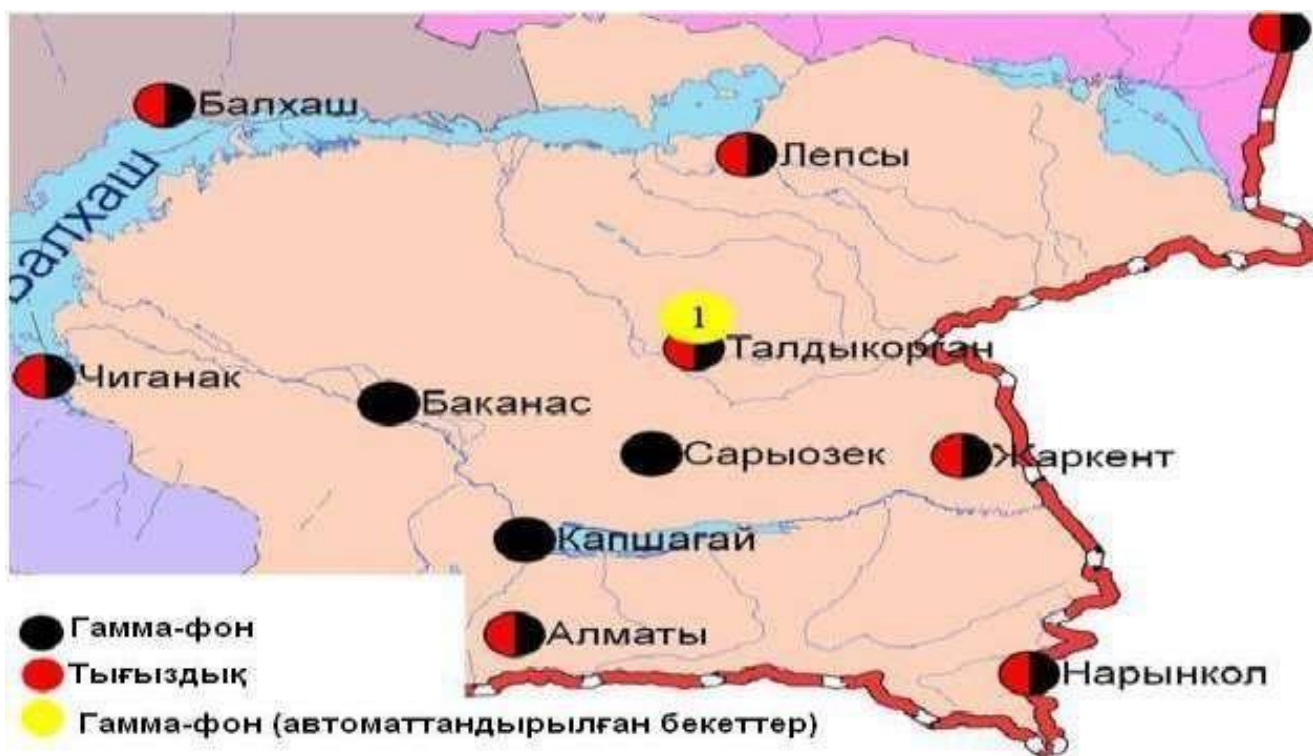 Балхаш
Лепсы
Балхаш
1
Талдыкорган
Чиганак
Баканас
Сарыозек
Жаркент
Капшагай
Алматы
Нарынкол
Гамма-фон
Тығыздық
Гамма-фон (автоматтандырылған бекеттер)